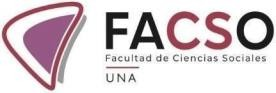 FACSO
Facultad de Ciencias Sociales
UNA